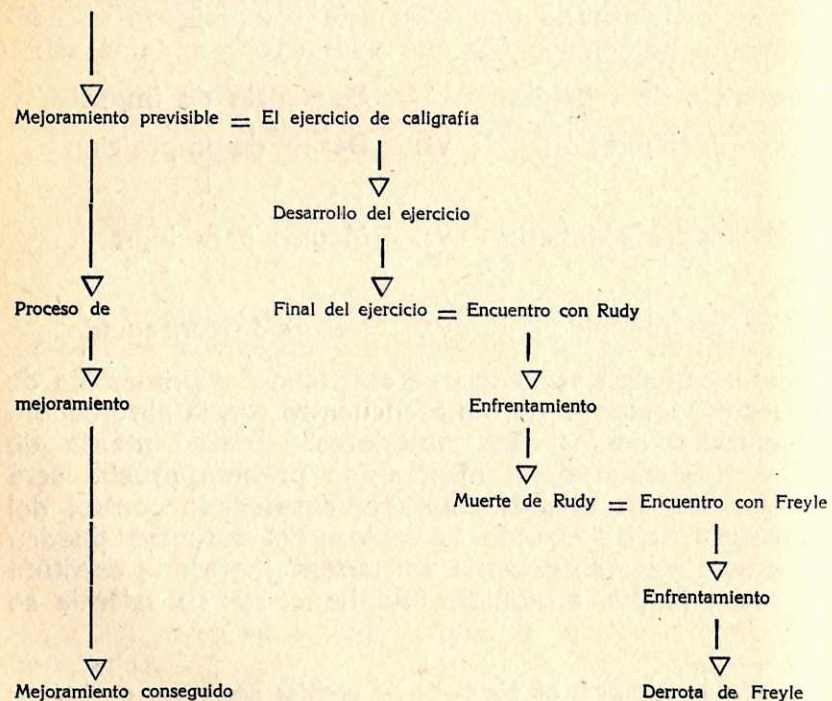 Mejoramiento previsible = El ejercicio de caligrafía
Desarrollo del ejercicio
Proceso de
Final del ejercicio = Encuentro con Rudy
mejoramiento
Enfrentamiento
Muerte de Rudy = Encuentro con Freyle
Enfrentamiento
Mejoramiento conseguido
Derrota de Freyle